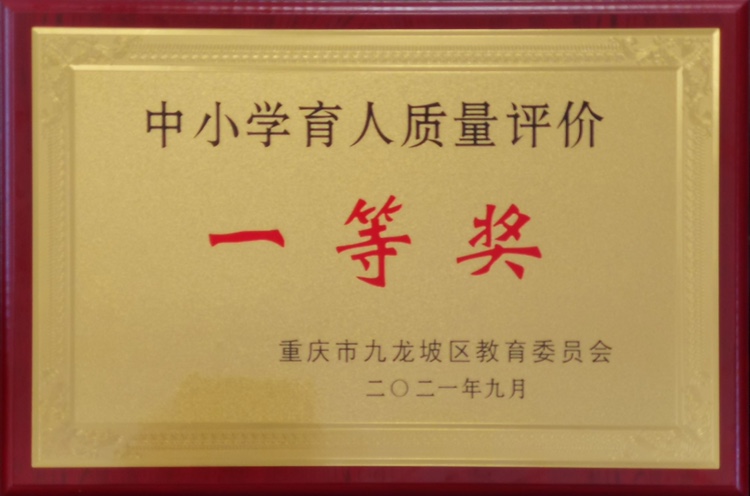 中小学育人质量评价
一等奖
重庆市九龙坡区教育委员会
二〇二一年九月